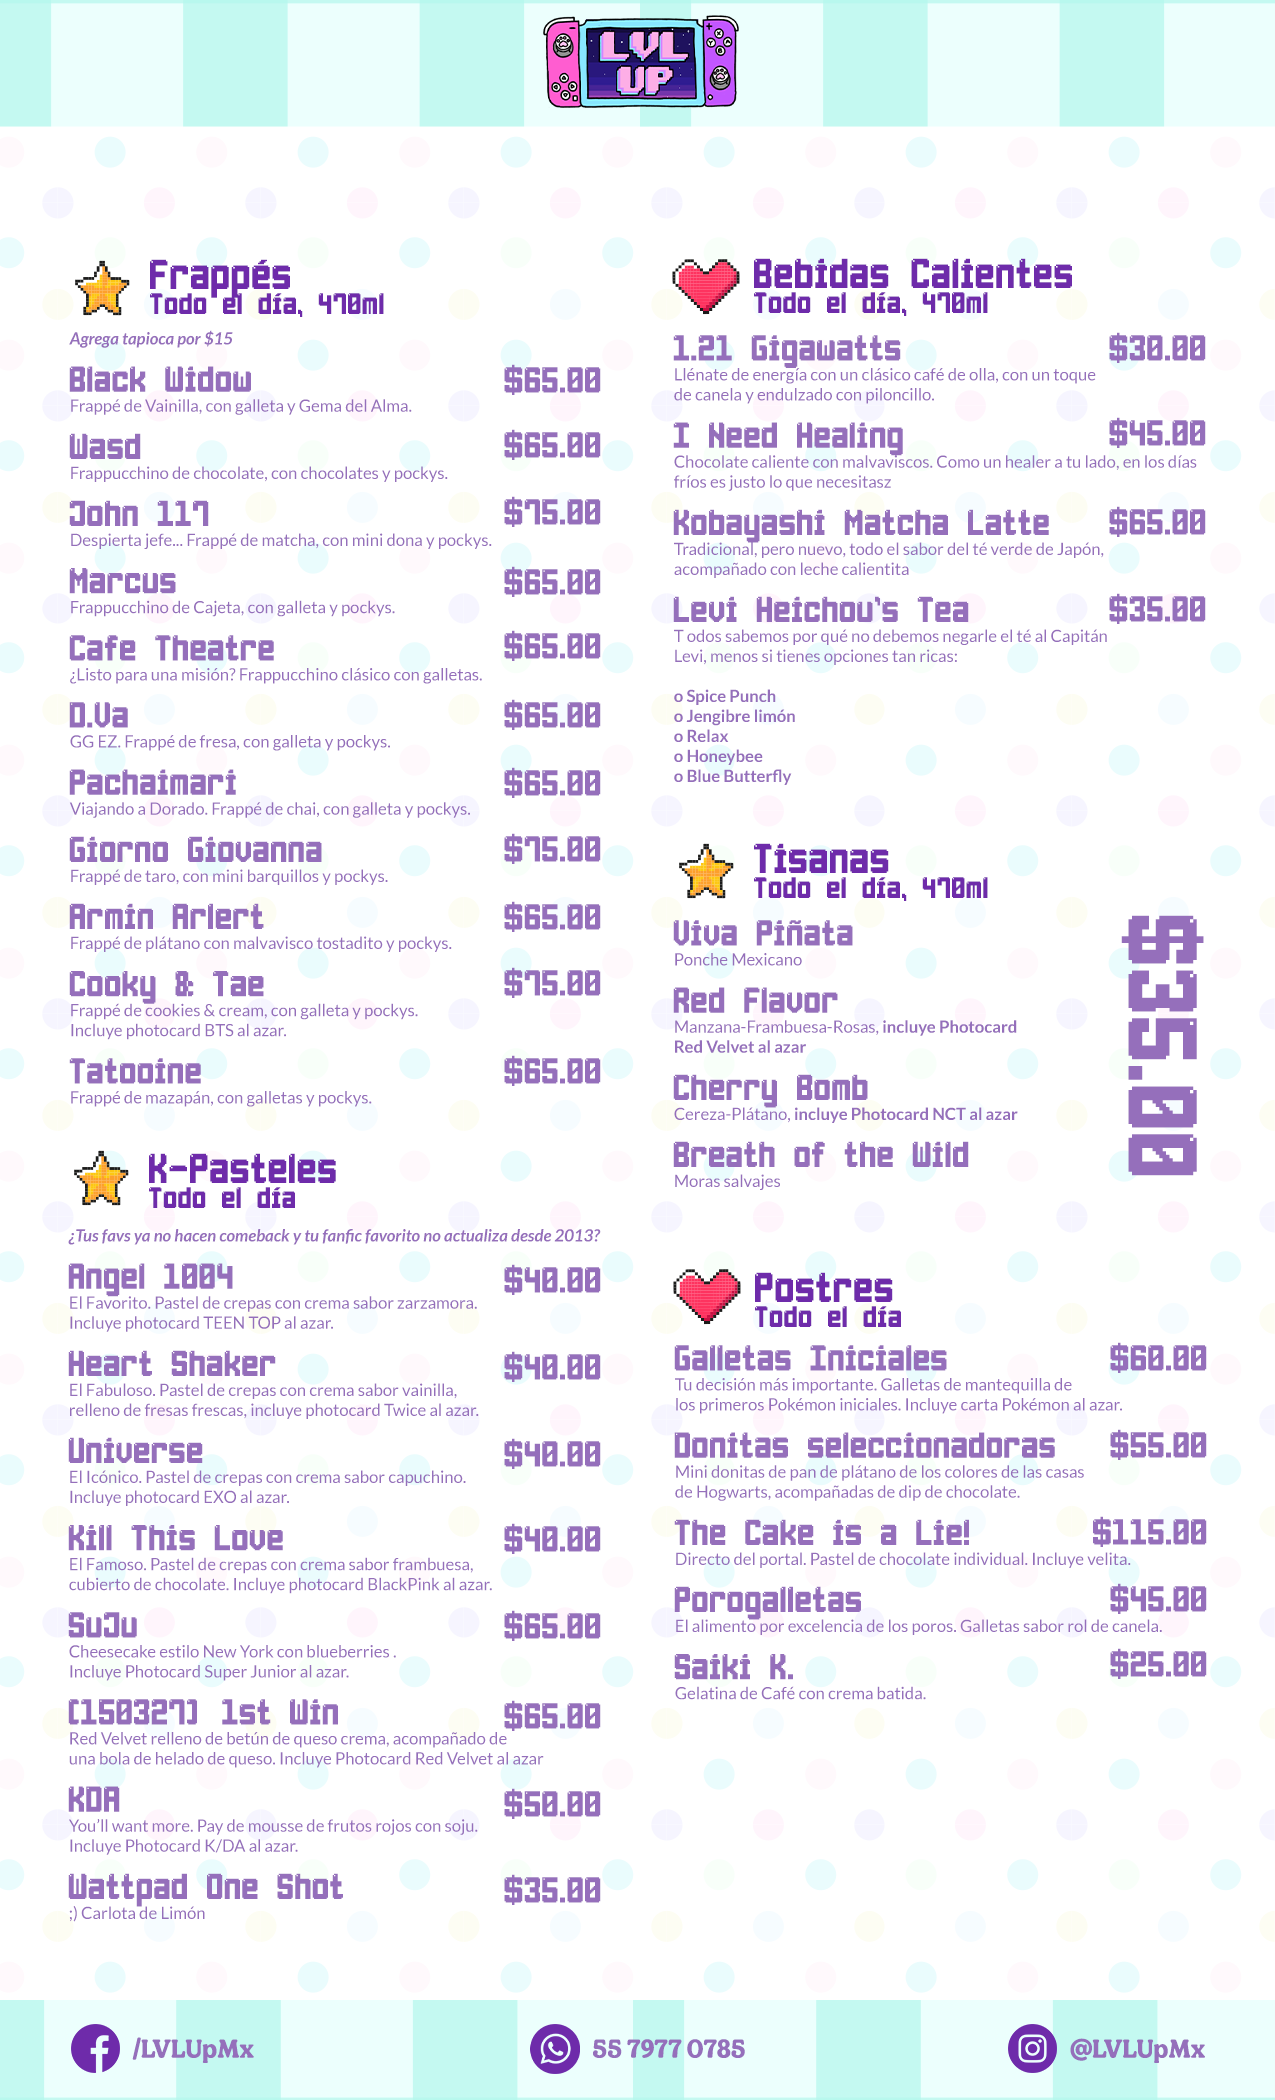 LVL
UP
Frappés
Todo el día, 470ml
Agrega tapioca por $15
Black Widow $65.00
Frappé de Vainilla, con galleta y Gema del Alma.
Wasd $65.00
Frappucchino de chocolate, con chocolates y pockys.
John 117 $75.00
Despierta jefe... Frappé de matcha, con mini dona y pockys.
Marcus $65.00
Frappucchino de Cajeta, con galleta y pockys.
Cafe Theatre $65.00
¿Listo para una misión? Frappucchino clásico con galletas.
D.Va $65.00
GG EZ. Frappé de fresa, con galleta y pockys.
Pachaimari $65.00
Viajando a Dorado. Frappé de chai, con galleta y pockys.
Giorno Giovanna $75.00
Frappé de taro, con mini barquillos y pockys.
Armin Arlert $65.00
Frappé de plátano con malvavisco tostadito y pockys.
Cooky & Tae $75.00
Frappé de cookies & cream, con galleta y pockys.
Incluye photocard BTS al azar.
Tatooine $65.00
Frappé de mazapán, con galletas y pockys.
K-Pasteles
Todo el día
¿Tus favs ya no hacen comeback y tu fanfic favorito no actualiza desde 2013?
Angel 1004 $40.00
El Favorito. Pastel de crepas con crema sabor zarzamora.
Incluye photocard TEEN TOP al azar.
Heart Shaker $40.00
El Fabuloso. Pastel de crepas con crema sabor vainilla,
relleno de fresas frescas, incluye photocard Twice al azar.
Universe $40.00
El Icónico. Pastel de crepas con crema sabor capuchino.
Incluye photocard EXO al azar.
Kill This Love $40.00
El Famoso. Pastel de crepas con crema sabor frambuesa,
cubierto de chocolate. Incluye photocard BlackPink al azar.
SuJu $65.00
Cheesecake estilo New York con blueberries .
Incluye Photocard Super Junior al azar.
[150327] 1st Win $65.00
Red Velvet relleno de betún de queso crema, acompañado de
una bola de helado de queso. Incluye Photocard Red Velvet al azar
KDA $50.00
You'll want more. Pay de mousse de frutos rojos con soju.
Incluye Photocard K/DA al azar.
Wattpad One Shot $35.00
;) Carlota de Limón
Bebidas Calientes
Todo el día, 470ml
1.21 Gigawatts $30.00
Llénate de energía con un clásico café de olla, con un toque
de canela y endulzado con piloncillo.
I Need Healing $45.00
Chocolate caliente con malvaviscos. Como un healer a tu lado, en los días
fríos es justo lo que necesitasz
Kobayashi Matcha Latte $65.00
Tradicional, pero nuevo, todo el sabor del té verde de Japón,
acompañado con leche calientita
Levi Heichou's Tea $35.00
T odos sabemos por qué no debemos negarle el té al Capitán
Levi, menos si tienes opciones tan ricas:
o Spice Punch
o Jengibre limón
o Relax
o Honeybee
o Blue Butterfly
Tisanas
Todo el día, 470ml
$35.00
Viva Piñata
Ponche Mexicano
Red Flavor
Manzana-Frambuesa-Rosas, incluye Photocard
Red Velvet al azar
Cherry Bomb
Cereza-Plátano, incluye Photocard NCT al azar
Breath of the Wild
Moras salvajes
Postres
Todo el día
Galletas Iniciales $60.00
Tu decisión más importante. Galletas de mantequilla de
los primeros Pokémon iniciales. Incluye carta Pokémon al azar.
Donitas seleccionadoras $55.00
Mini donitas de pan de plátano de los colores de las casas
de Hogwarts, acompañadas de dip de chocolate.
The Cake is a Lie! $115.00
Directo del portal. Pastel de chocolate individual. Incluye velita.
Porogalletas $45.00
El alimento por excelencia de los poros. Galletas sabor rol de canela.
Saiki K. $25.00
Gelatina de Café con crema batida.
/LVLUpMx
55 7977 0785
@LVLUpMx